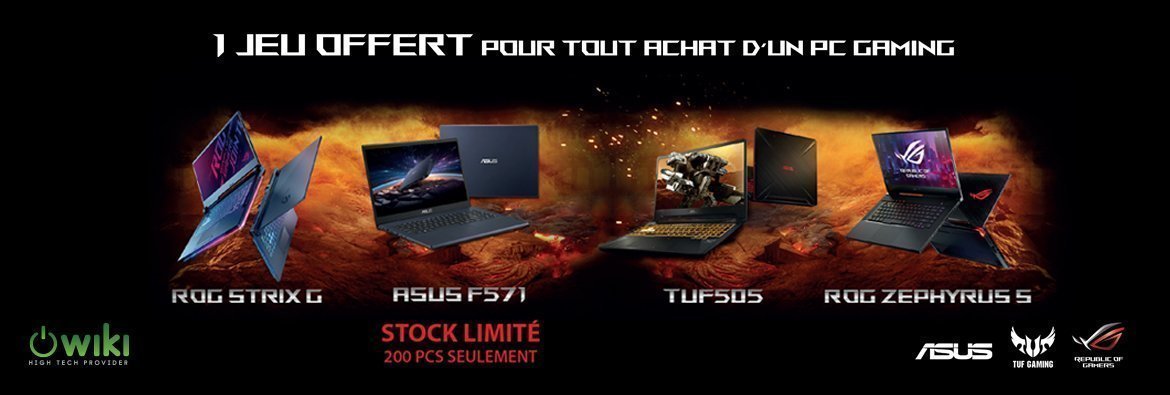 1 JEU OFFERT POUR TOUT ACHAT D'UN PC GAMING
ASUS
ROG STRIX G
ASUS F571
TUF505
ROG ZEPHYRUS S
STOCK LIMITÉ
200 PCS SEULEMENT
wiki
HIGH TECH PROVIDER
ASUS
TUF GAMING
REPUBLIC OF
GAMERS